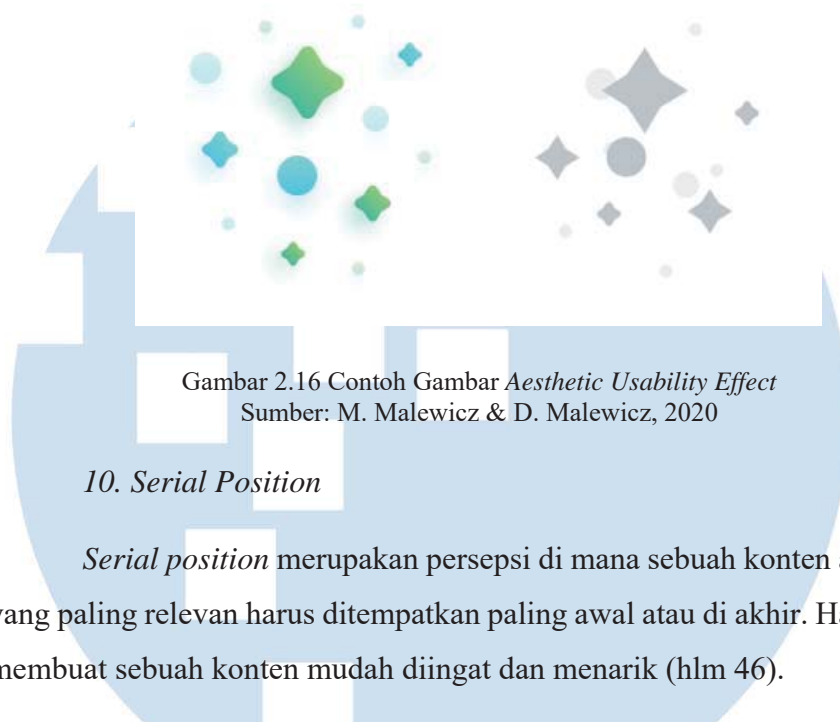 Gambar 2.16 Contoh Gambar Aesthetic Usability Effect
Sumber: M. Malewicz & D. Malewicz, 2020
10. Serial Position
Serial position merupakan persepsi di mana sebuah konten
yang paling relevan harus ditempatkan paling awal atau di akhir.
membuat sebuah konten mudah diingat dan menarik (hlm 46).